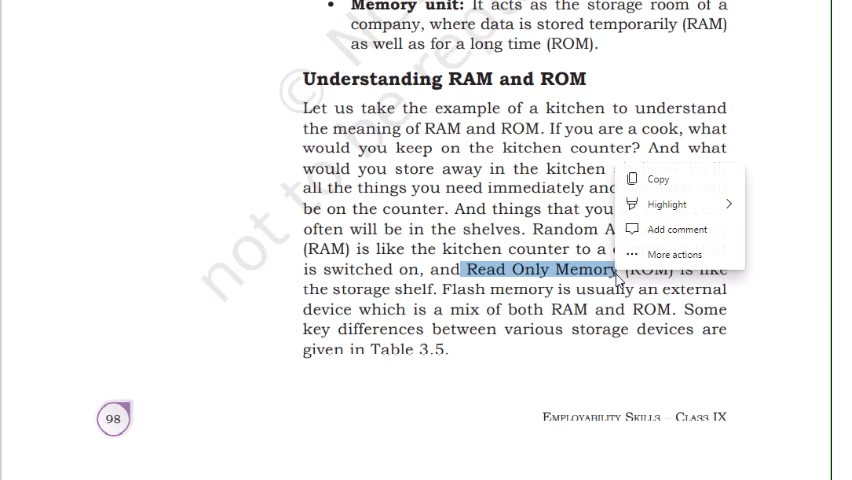 • Memory unit: It acts as the storage room of a
company, where data is stored temporarily (RAM)
as well as for a long time (ROM).
Understanding RAM and ROM
Let us take the example of a kitchen to understand
the meaning of RAM and ROM. If you are a cook, what
would you keep on the kitchen counter? And what
would you store away in the kitchen
all the things you need immediately and
be on the counter. And things that you
often will be in the shelves. Random A
(RAM) is like the kitchen counter to a
is switched on, and Read Only Memory (ROM) is like
the storage shelf. Flash memory is usually an external
device which is a mix of both RAM and ROM. Some
key differences between various storage devices are
given in Table 3.5.
Copy
Highlight
Add comment
More actions
98
Employability Skills – Class IX
© N
not to be rep